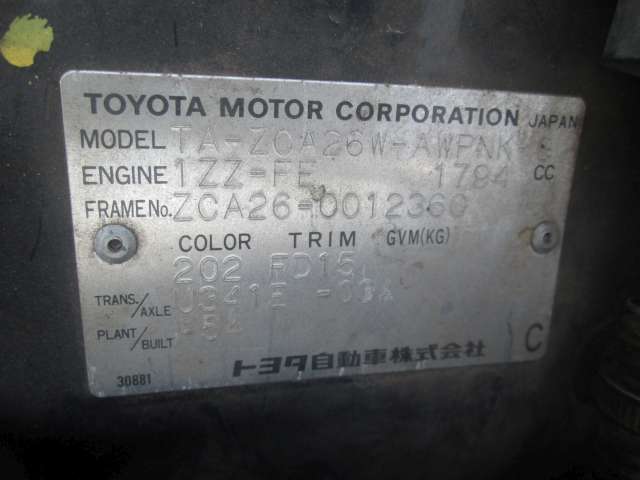 TOYOTA MOTOR CORPORATION JAPAN
MODEL TA-ZCA26W-AWPNK
ENGINE 1ZZ-FE 1794 CC
FRAME No. ZCA26-0012360
COLOR TRIM GVM(KG)
202 FD15
TRANS./AXLE U341E -03A
PLANT/BUILT
トヨタ自動車株式会社
30881
C